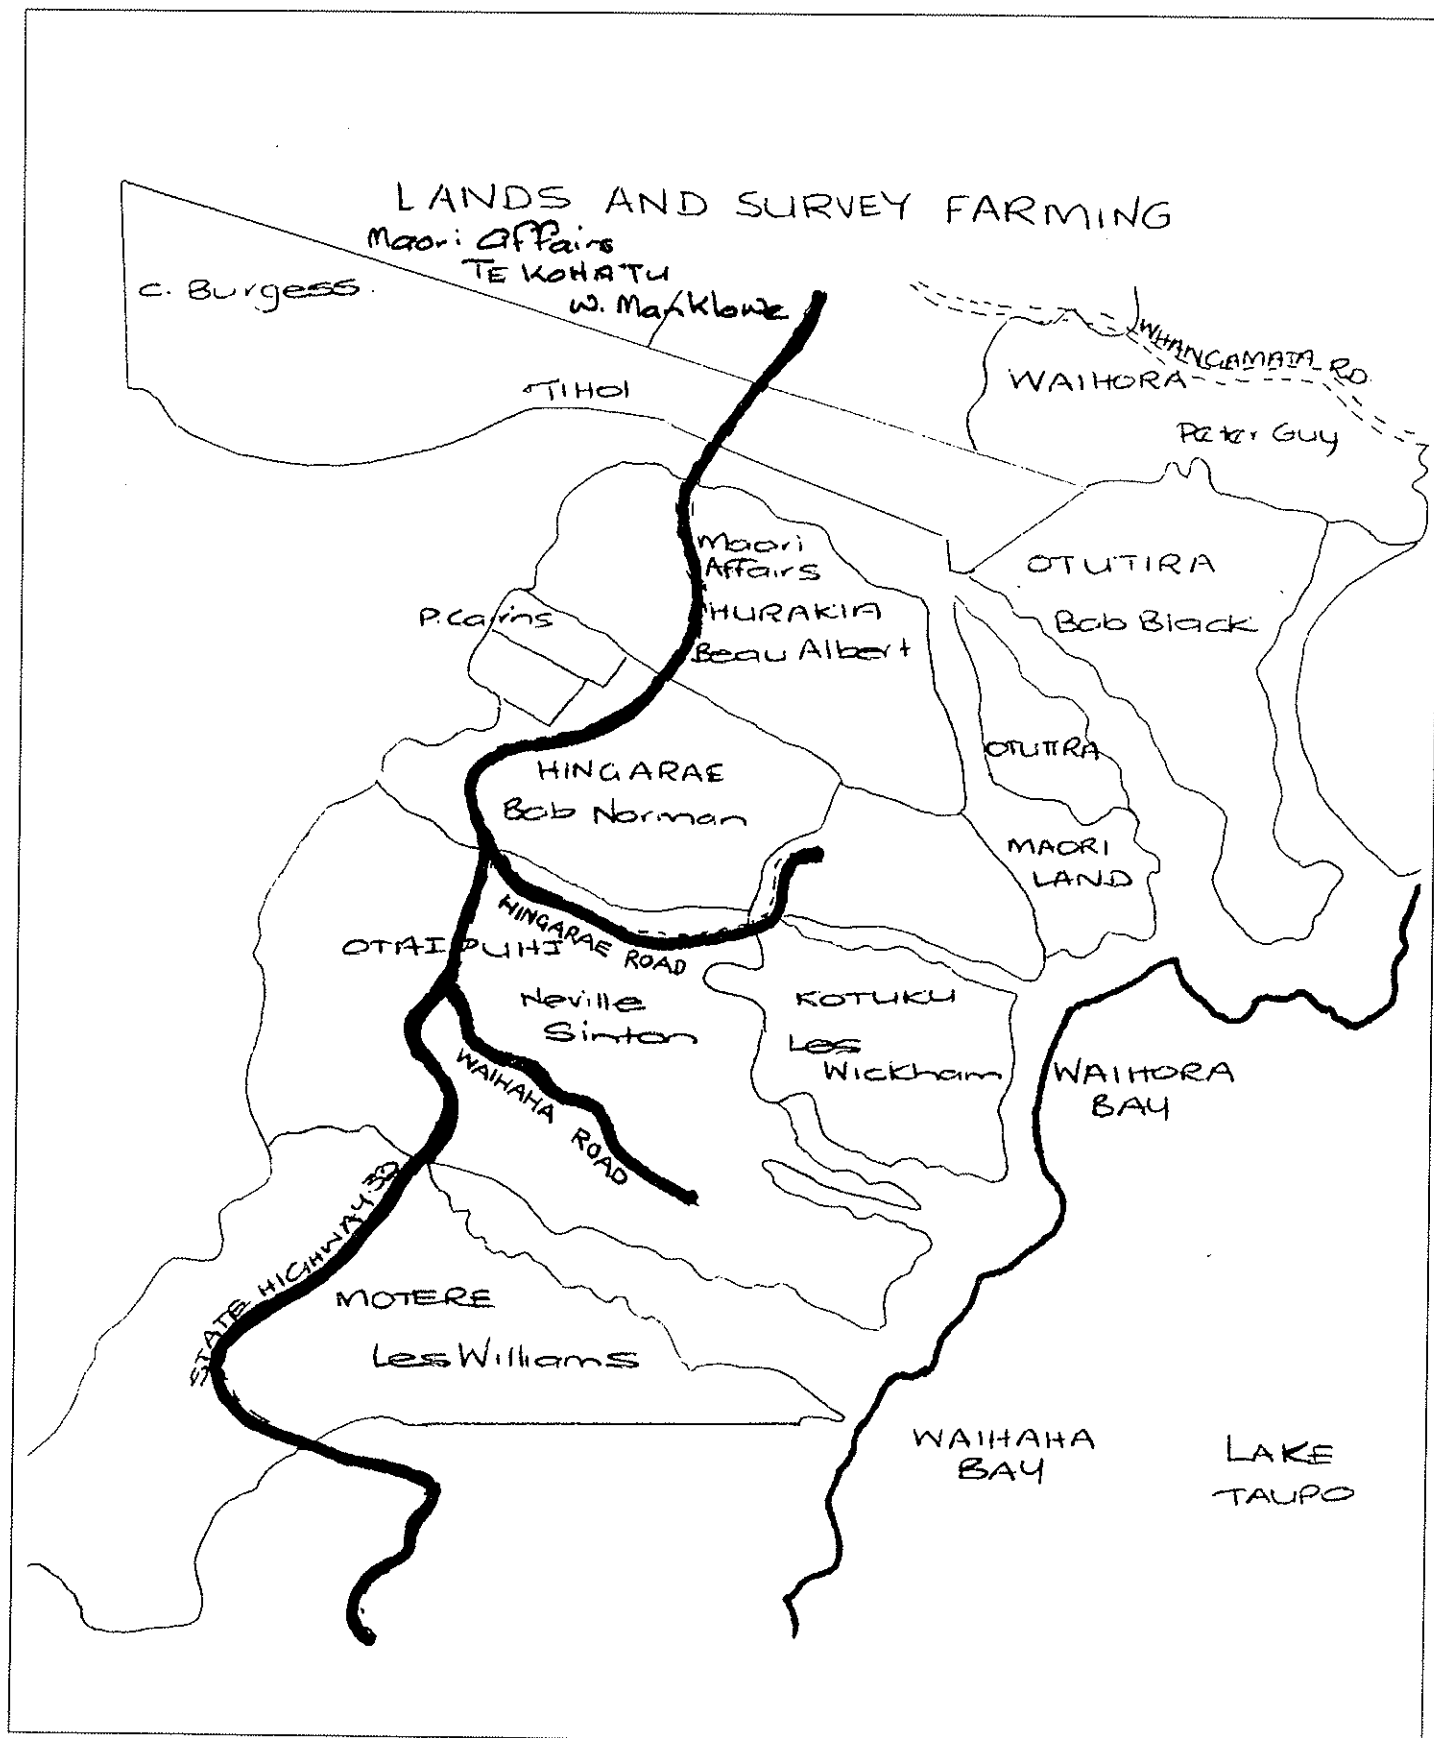 LANDS AND SURVEY FARMING
Maori Affairs
TE KOHATU
W. Manklowe
C. Burgess.
TIHOI
WHANGAMATA RD.
WAIHORA
Peter Guy
Maori
Affairs
HURAKIA
Beau Albert
OTUTIRA
Bob Black
P. Cairns
OTUTIRA
HINGARAE
Bob Norman
MAORI
LAND
HINGARAE ROAD
OTAIPUHI
Neville
Sinton
KOTUKU
Les
Wickham
WAIHORA
BAY
WAIHAHA ROAD
STATE HIGHWAY 32
MOTERE
Les Williams
WAIHAHA
BAY
LAKE
TAUPO